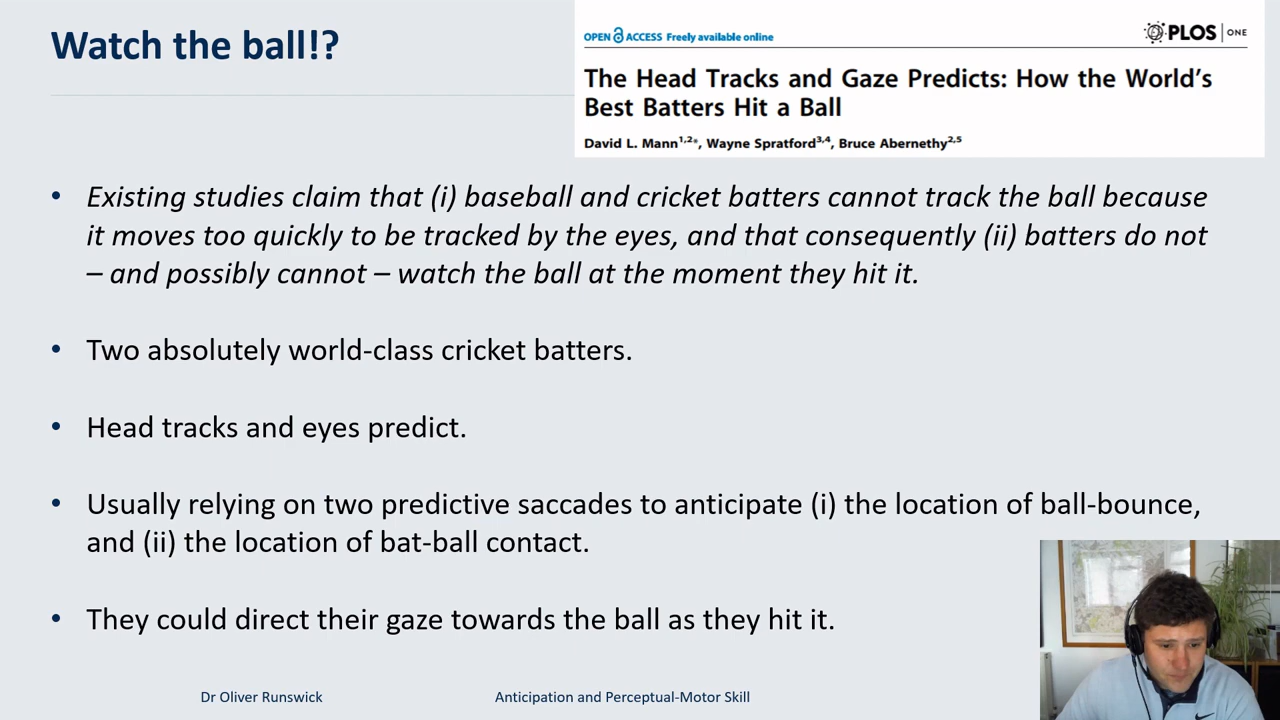 Watch the ball!?
OPEN ACCESS Freely available online
PLOS ONE
The Head Tracks and Gaze Predicts: How the World's
Best Batters Hit a Ball
David L. Mann1,2*, Wayne Spratford3,4, Bruce Abernethy2,5
• Existing studies claim that (i) baseball and cricket batters cannot track the ball because
it moves too quickly to be tracked by the eyes, and that consequently (ii) batters do not
– and possibly cannot – watch the ball at the moment they hit it.
• Two absolutely world-class cricket batters.
• Head tracks and eyes predict.
• Usually relying on two predictive saccades to anticipate (i) the location of ball-bounce,
and (ii) the location of bat-ball contact.
• They could direct their gaze towards the ball as they hit it.
Dr Oliver Runswick
Anticipation and Perceptual-Motor Skill